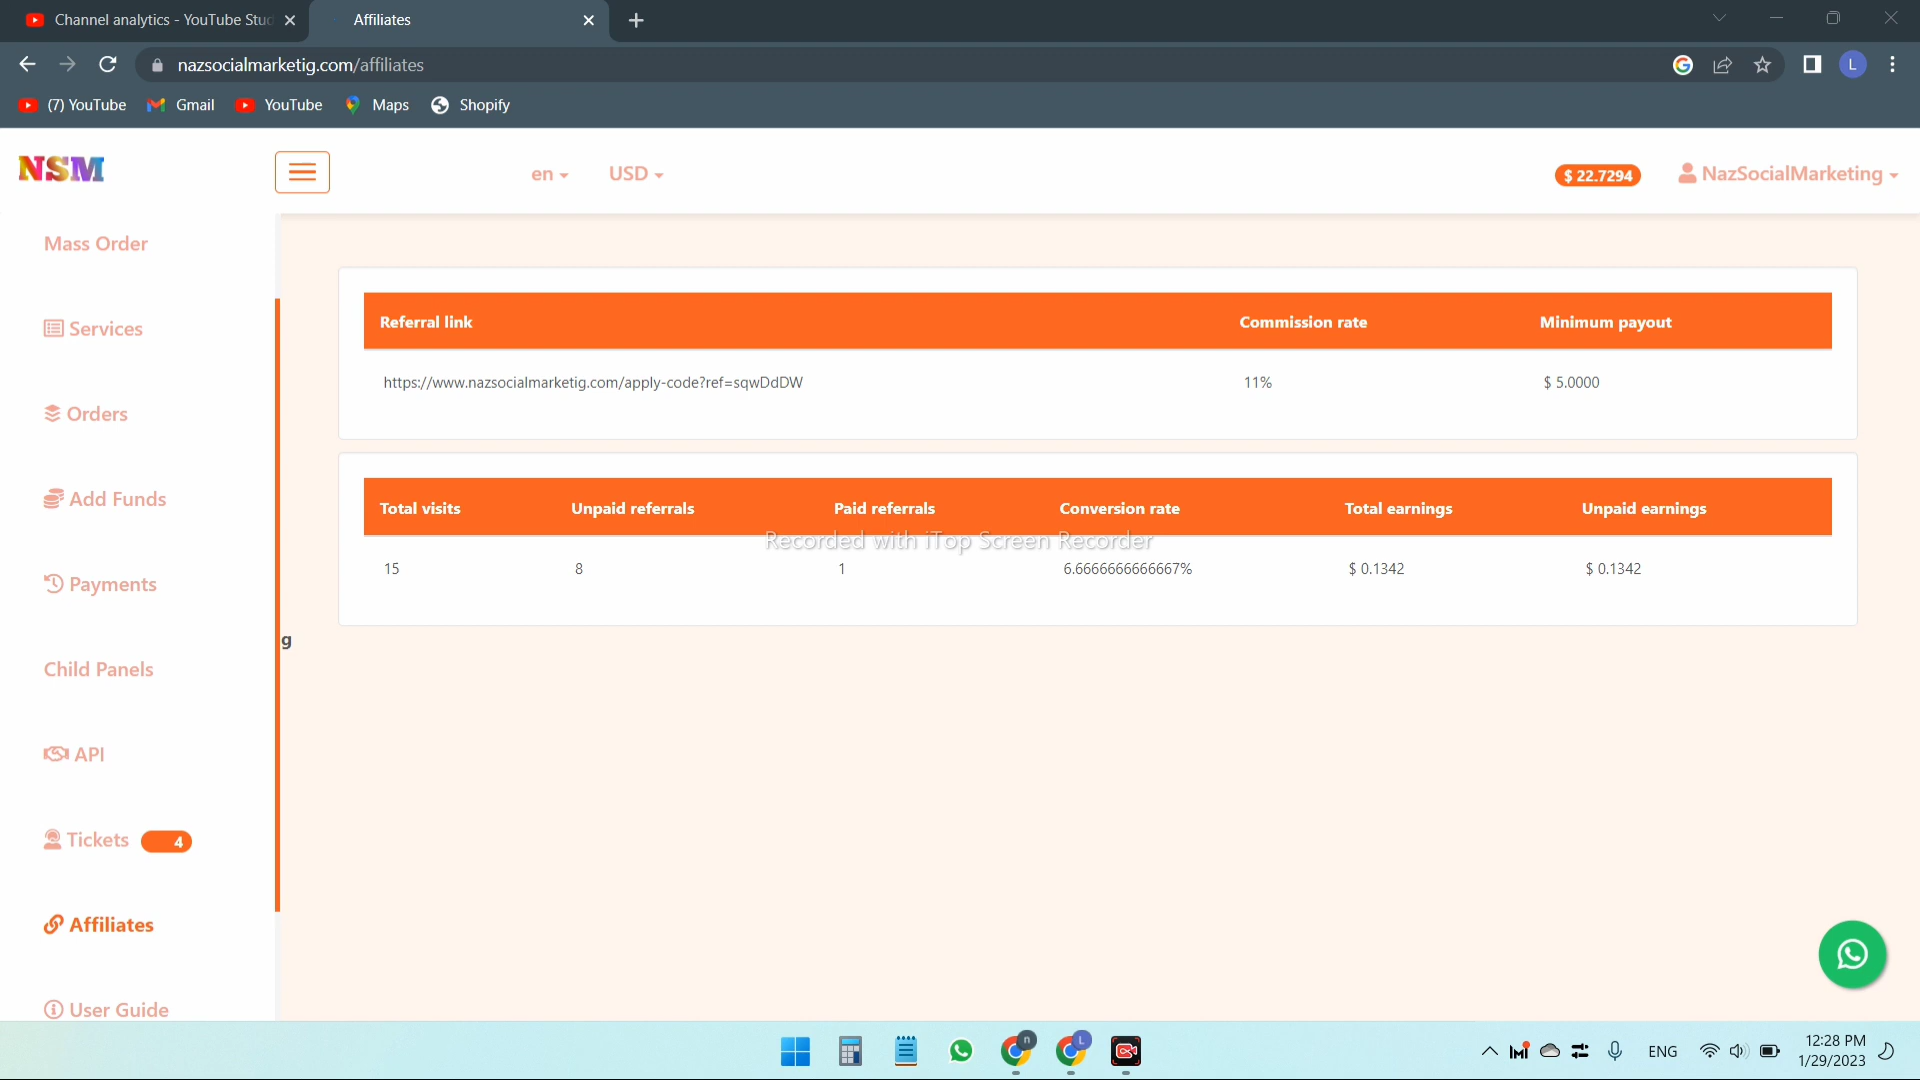 Channel analytics - YouTube Stud
Affiliates
nazsocialmarketig.com/affiliates
L
(7) YouTube
Gmail
YouTube
Maps
Shopify
NSM
en
USD
$ 22.7294
NazSocialMarketing
Mass Order
Services
Orders
Add Funds
Payments
Child Panels
API
Tickets 4
Affiliates
User Guide
Referral link Commission rate Minimum payout
https://www.nazsocialmarketig.com/apply-code?ref=sqwDdDW 11% $ 5.0000
Total visits Unpaid referrals Paid referrals Conversion rate Total earnings Unpaid earnings
Recorded with iTop Screen Recorder
15 8 1 6.6666666666667% $ 0.1342 $ 0.1342
g
n
L
ENG
12:28 PM
1/29/2023